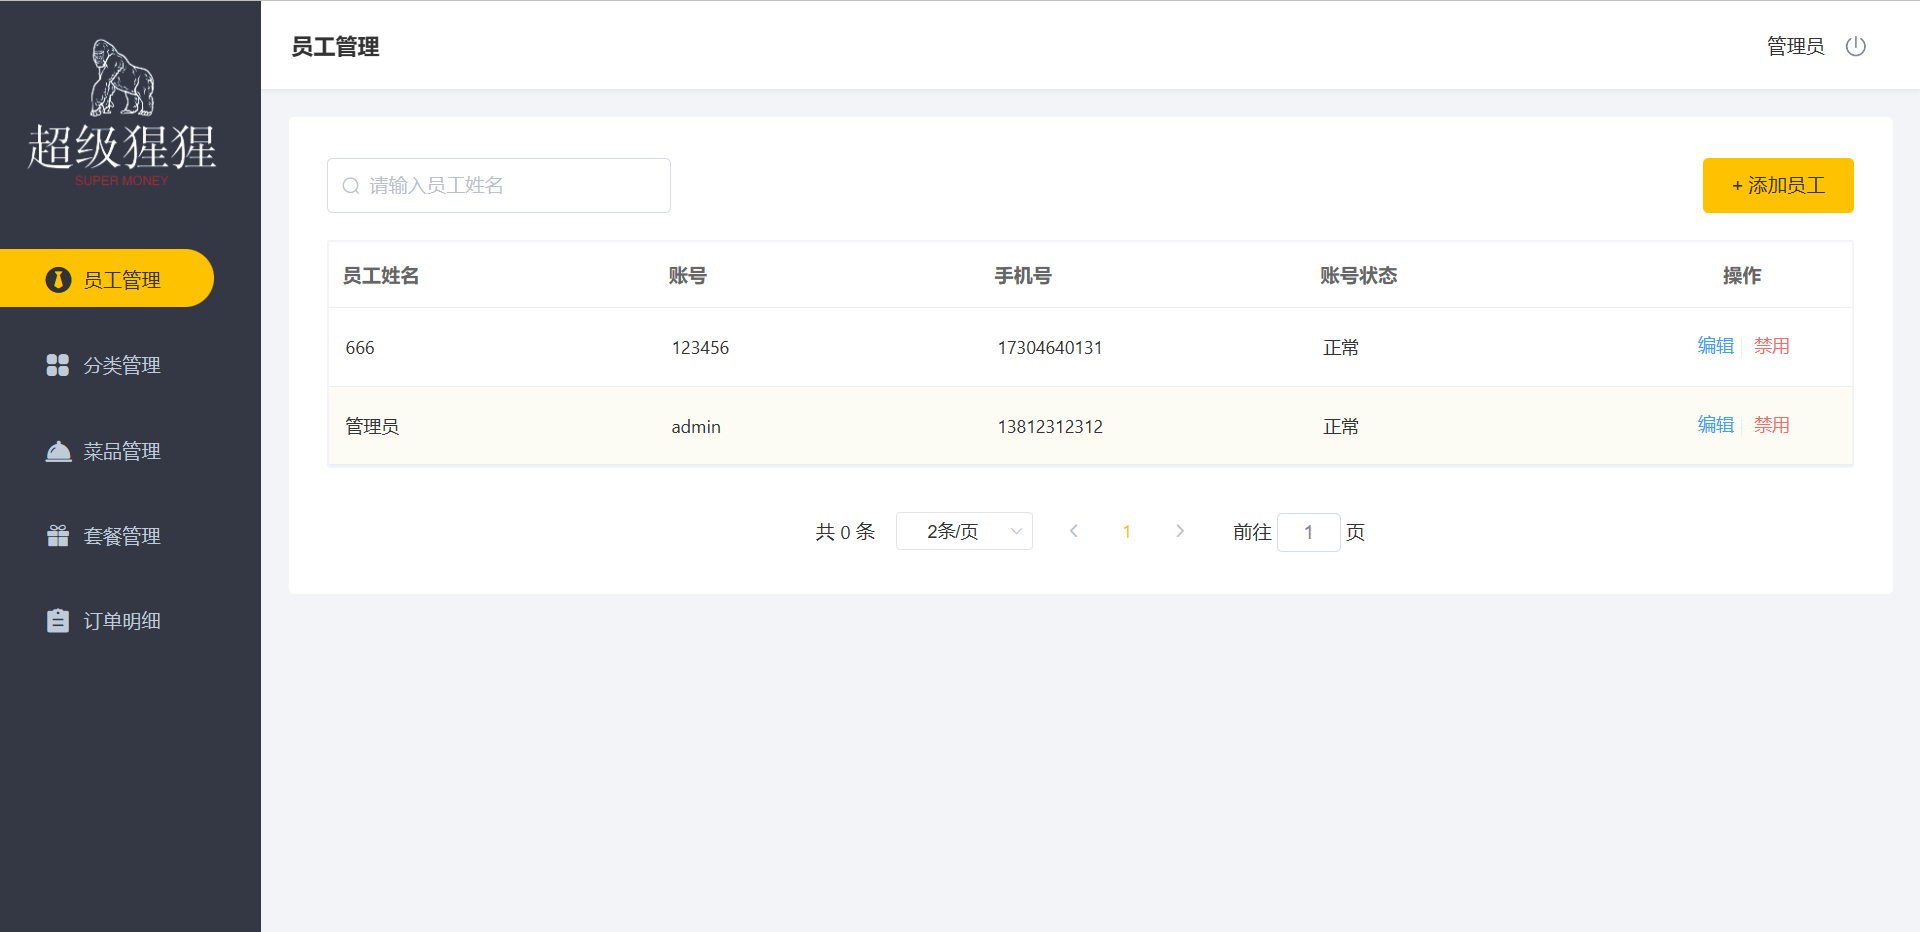 超级猩猩
SUPER MONEY
员工管理
分类管理
菜品管理
套餐管理
订单明细
员工管理
管理员
请输入员工姓名
+ 添加员工
员工姓名 账号 手机号 账号状态 操作
666 123456 17304640131 正常 编辑 禁用
管理员 admin 13812312312 正常 编辑 禁用
共 0 条 2条/页 1 前往 1 页